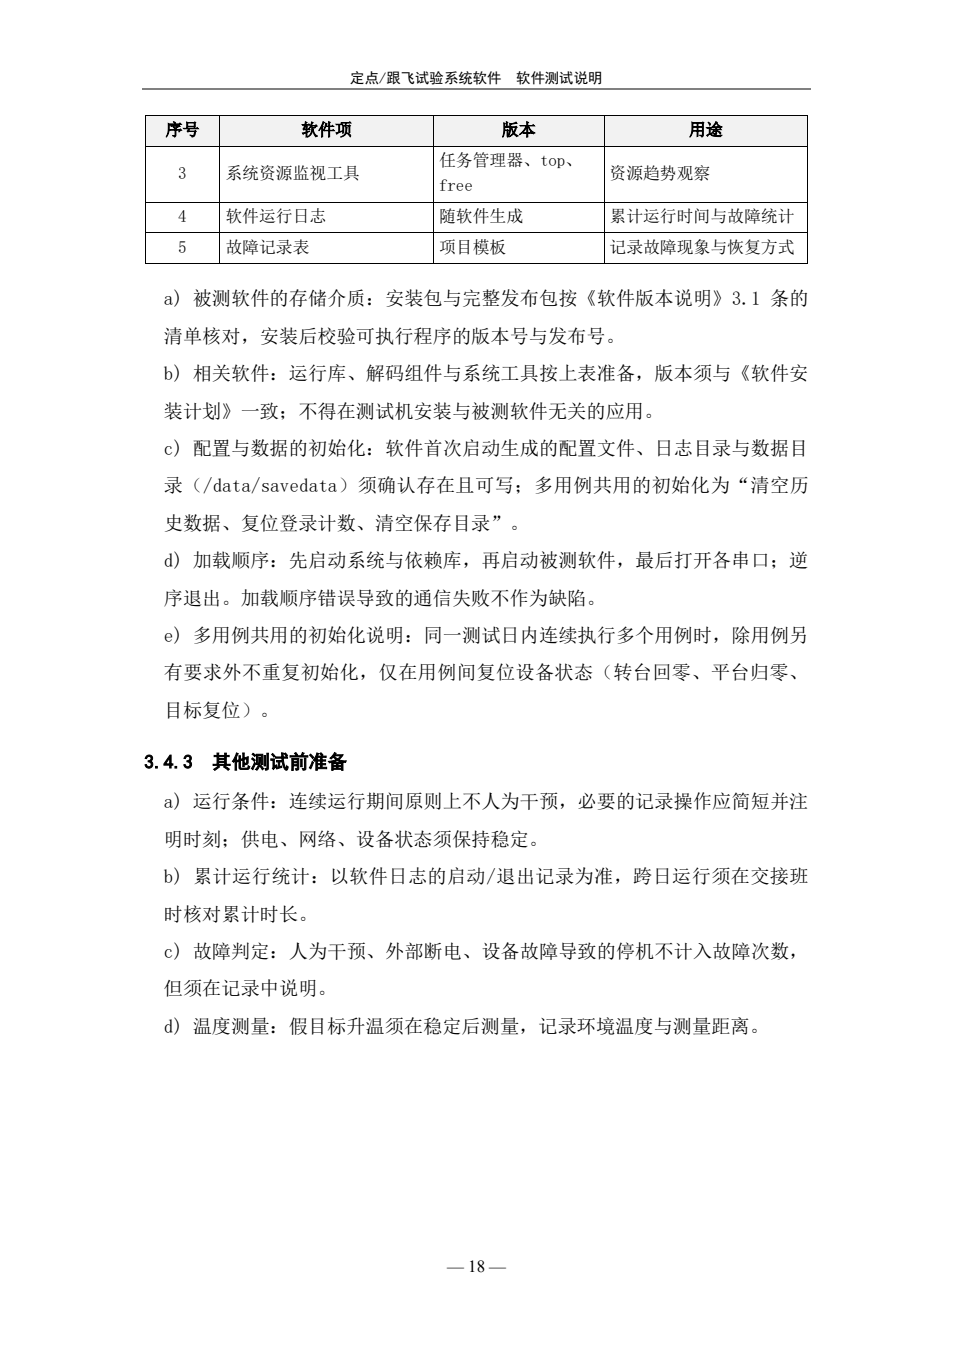 定点/跟飞试验系统软件　软件测试说明
序号 软件项 版本 用途
3 系统资源监视工具 任务管理器、top、
free 资源趋势观察
4 软件运行日志 随软件生成 累计运行时间与故障统计
5 故障记录表 项目模板 记录故障现象与恢复方式
a) 被测软件的存储介质：安装包与完整发布包按《软件版本说明》3.1 条的
清单核对，安装后校验可执行程序的版本号与发布号。
b) 相关软件：运行库、解码组件与系统工具按上表准备，版本须与《软件安
装计划》一致；不得在测试机安装与被测软件无关的应用。
c) 配置与数据的初始化：软件首次启动生成的配置文件、日志目录与数据目
录（/data/savedata）须确认存在且可写；多用例共用的初始化为“清空历
史数据、复位登录计数、清空保存目录”。
d) 加载顺序：先启动系统与依赖库，再启动被测软件，最后打开各串口；逆
序退出。加载顺序错误导致的通信失败不作为缺陷。
e) 多用例共用的初始化说明：同一测试日内连续执行多个用例时，除用例另
有要求外不重复初始化，仅在用例间复位设备状态（转台回零、平台归零、
目标复位）。
3.4.3　其他测试前准备
a) 运行条件：连续运行期间原则上不人为干预，必要的记录操作应简短并注
明时刻；供电、网络、设备状态须保持稳定。
b) 累计运行统计：以软件日志的启动/退出记录为准，跨日运行须在交接班
时核对累计时长。
c) 故障判定：人为干预、外部断电、设备故障导致的停机不计入故障次数，
但须在记录中说明。
d) 温度测量：假目标升温须在稳定后测量，记录环境温度与测量距离。
— 18 —